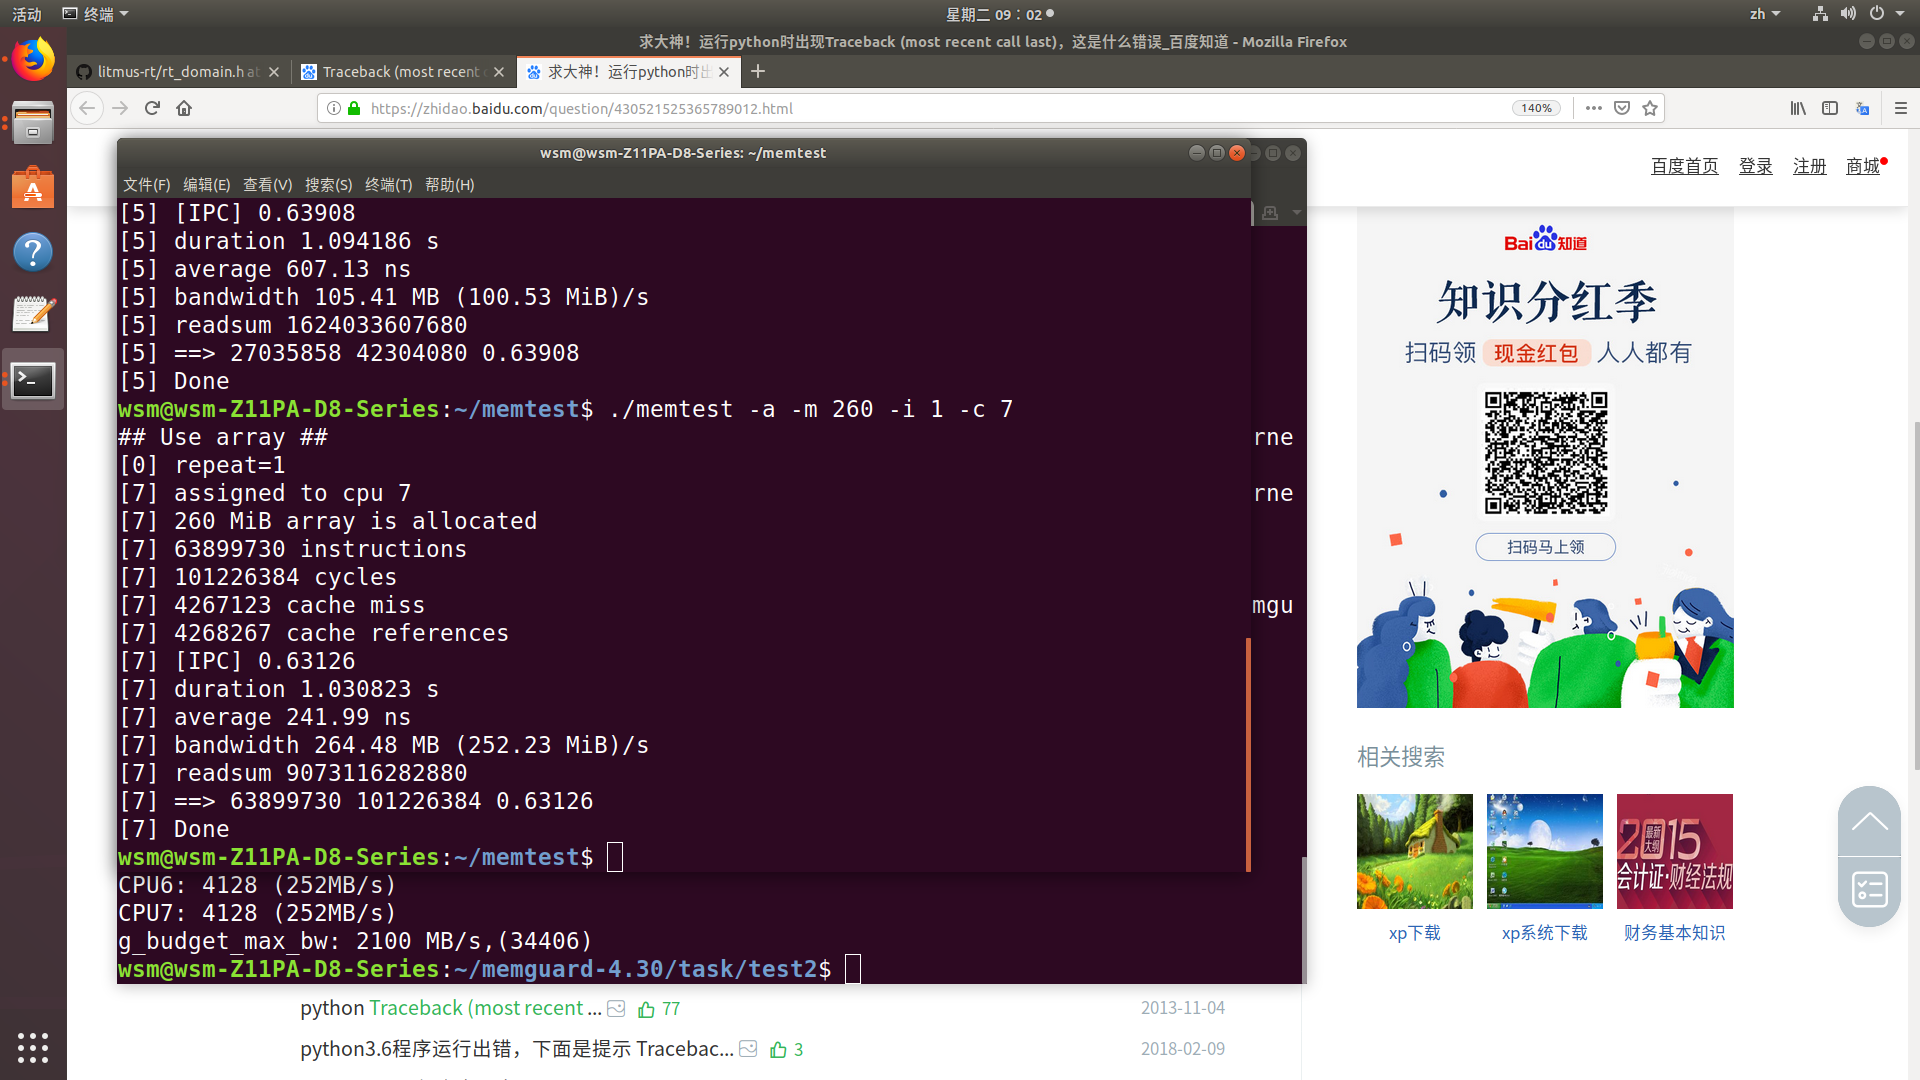 活动
终端
星期二 09：02
zh
求大神！运行python时出现Traceback (most recent call last)，这是什么错误_百度知道 - Mozilla Firefox
litmus-rt/rt_domain.h at
Traceback (most recent
求大神！运行python时出
https://zhidao.baidu.com/question/430521525365789012.html
140%
百度首页 登录 注册 商城
wsm@wsm-Z11PA-D8-Series: ~/memtest
文件(F) 编辑(E) 查看(V) 搜索(S) 终端(T) 帮助(H)
[5] [IPC] 0.63908
[5] duration 1.094186 s
[5] average 607.13 ns
[5] bandwidth 105.41 MB (100.53 MiB)/s
[5] readsum 1624033607680
[5] ==> 27035858 42304080 0.63908
[5] Done
wsm@wsm-Z11PA-D8-Series:~/memtest$ ./memtest -a -m 260 -i 1 -c 7
## Use array ##
[0] repeat=1
[7] assigned to cpu 7
[7] 260 MiB array is allocated
[7] 63899730 instructions
[7] 101226384 cycles
[7] 4267123 cache miss
[7] 4268267 cache references
[7] [IPC] 0.63126
[7] duration 1.030823 s
[7] average 241.99 ns
[7] bandwidth 264.48 MB (252.23 MiB)/s
[7] readsum 9073116282880
[7] ==> 63899730 101226384 0.63126
[7] Done
wsm@wsm-Z11PA-D8-Series:~/memtest$
rne
rne
mgu
CPU6: 4128 (252MB/s)
CPU7: 4128 (252MB/s)
g_budget_max_bw: 2100 MB/s,(34406)
wsm@wsm-Z11PA-D8-Series:~/memguard-4.30/task/test2$
python Traceback (most recent ... 77 2013-11-04
python3.6程序运行出错，下面是提示 Tracebac... 3 2018-02-09
Baidu知道
知识分红季
扫码领 现金红包 人人都有
扫码马上领
相关搜索
最新大纲
2015
会计证·财经法规
xp下载
xp系统下载
财务基本知识